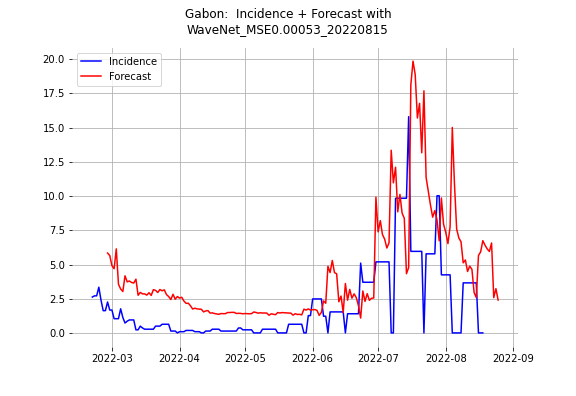 Gabon:  Incidence + Forecast with
WaveNet_MSE0.00053_20220815
Incidence
Forecast
20.0
17.5
15.0
12.5
10.0
7.5
5.0
2.5
0.0
2022-03 2022-04 2022-05 2022-06 2022-07 2022-08 2022-09